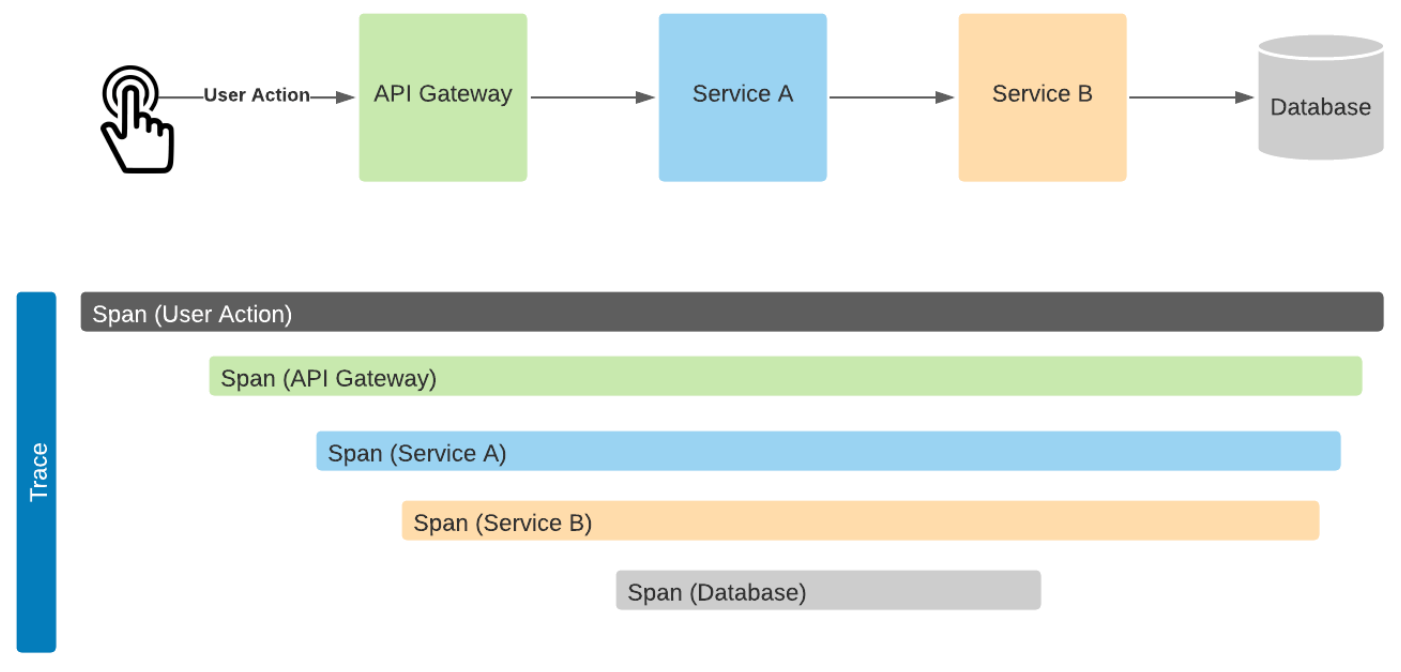 User Action
API Gateway
Service A
Service B
Database
Trace
Span (User Action)
Span (API Gateway)
Span (Service A)
Span (Service B)
Span (Database)